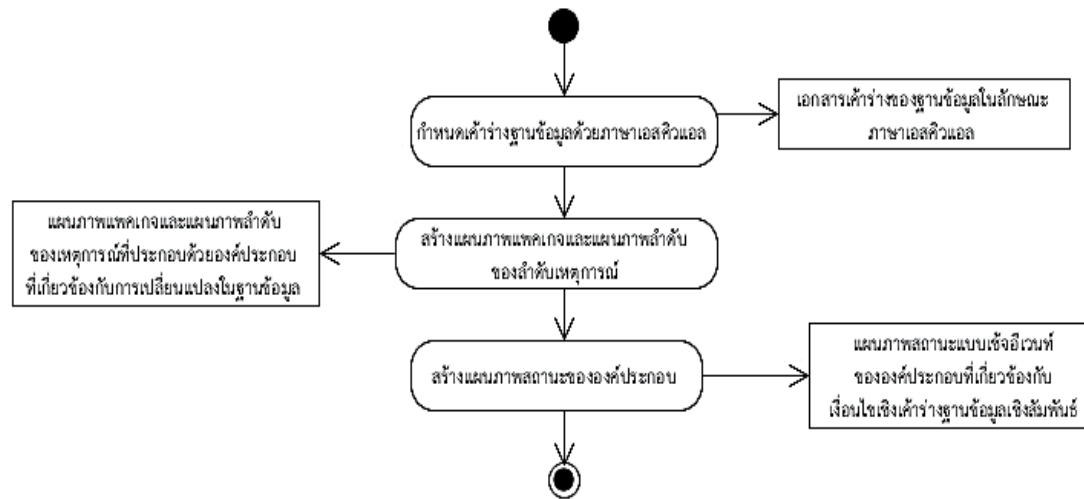 กำหนดเค้าร่างฐานข้อมูลด้วยภาษาเอสคิวแอล
เอกสารเค้าร่างของฐานข้อมูลในลักษณะ
ภาษาเอสคิวแอล
แผนภาพแพคเกจและแผนภาพลำดับ
ของเหตุการณ์ที่ประกอบด้วยองค์ประกอบ
ที่เกี่ยวข้องกับการเปลี่ยนแปลงในฐานข้อมูล
สร้างแผนภาพแพคเกจและแผนภาพลำดับ
ของลำดับเหตุการณ์
สร้างแผนภาพสถานะขององค์ประกอบ
แผนภาพสถานะแบบเช้จอีเวนท์
ขององค์ประกอบที่เกี่ยวข้องกับ
เงื่อนไขเชิงเค้าร่างฐานข้อมูลเชิงสัมพันธ์